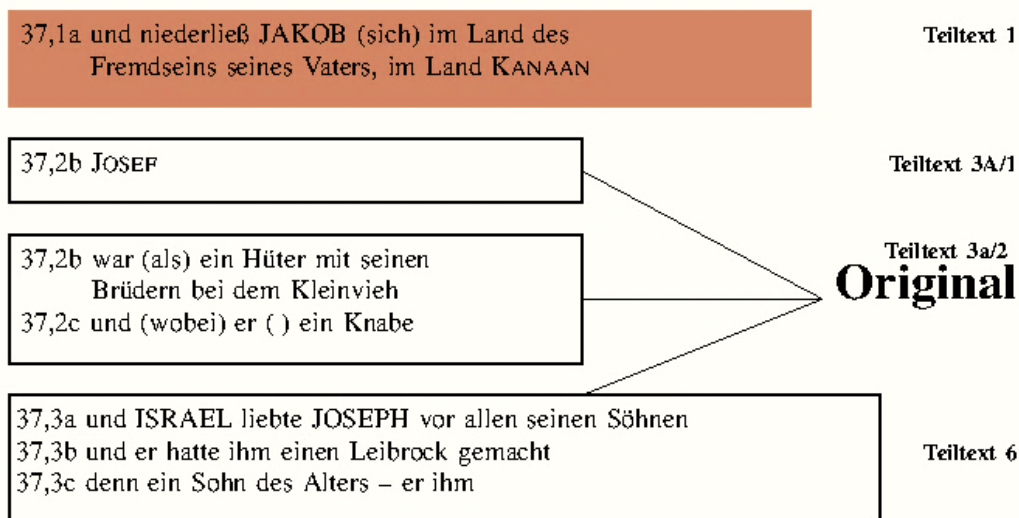 37,1a und niederließ JAKOB (sich) im Land des
Fremdseins seines Vaters, im Land KANAAN
Teiltext 1
37,2b JOSEF
Teiltext 3A/1
37,2b war (als) ein Hüter mit seinen
Brüdern bei dem Kleinvieh
37,2c und (wobei) er ( ) ein Knabe
Teiltext 3a/2
Original
37,3a und ISRAEL liebte JOSEPH vor allen seinen Söhnen
37,3b und er hatte ihm einen Leibrock gemacht
37,3c denn ein Sohn des Alters – er ihm
Teiltext 6